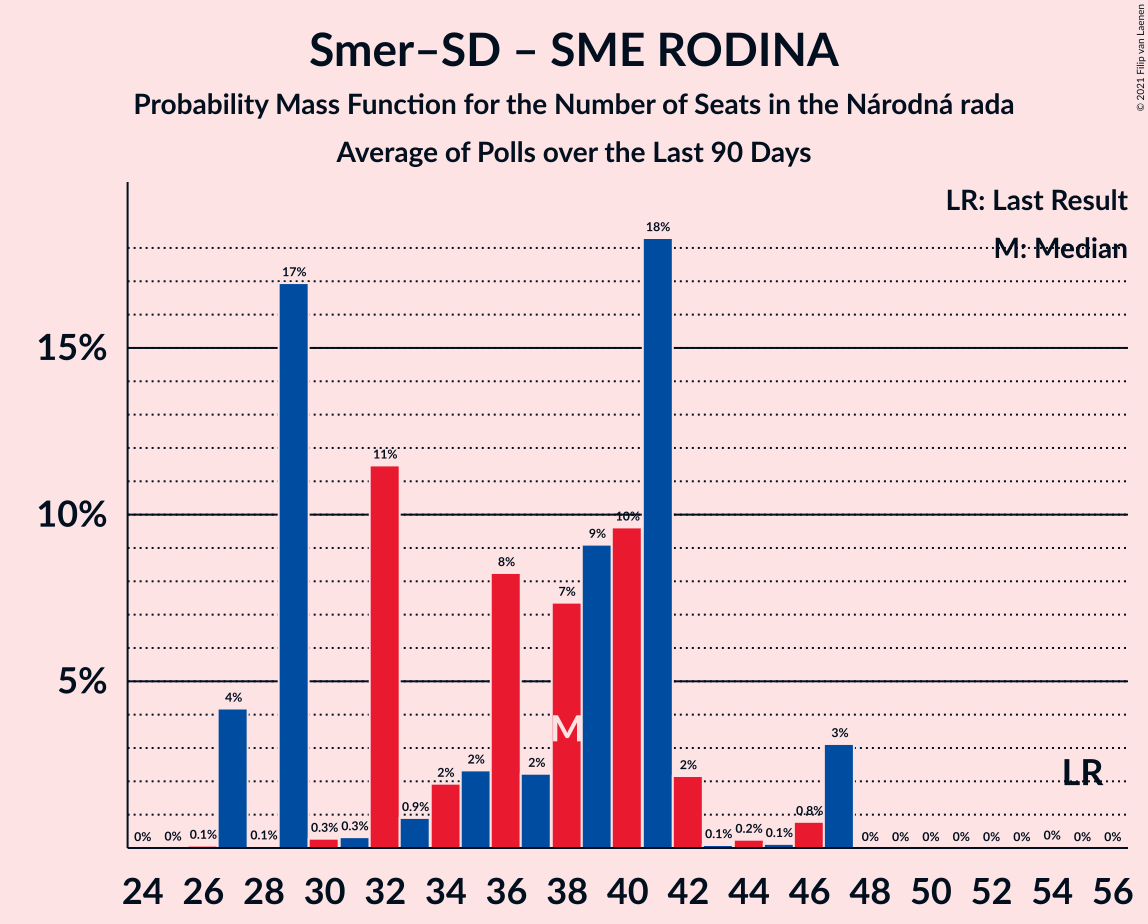 Smer–SD – SME RODINA
Probability Mass Function for the Number of Seats in the Národná rada
Average of Polls over the Last 90 Days
© 2021 Filip van Laenen
LR: Last Result
M: Median
15%
10%
5%
0% 0% 0.1% 4% 0.1% 17% 0.3% 0.3% 11% 0.9% 2% 2% 8% 2% 7% 9% 10% 18% 2% 0.1% 0.2% 0.1% 0.8% 3% 0% 0% 0% 0% 0% 0% 0% 0% 0%
M
LR
24 26 28 30 32 34 36 38 40 42 44 46 48 50 52 54 56